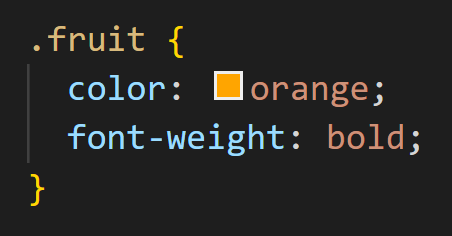 .fruit {
  color: orange;
  font-weight: bold;
}